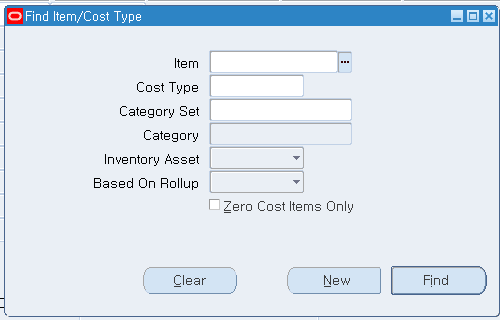 Find Item/Cost Type
Item
Cost Type
Category Set
Category
Inventory Asset
Based On Rollup
Zero Cost Items Only
Clear New Find